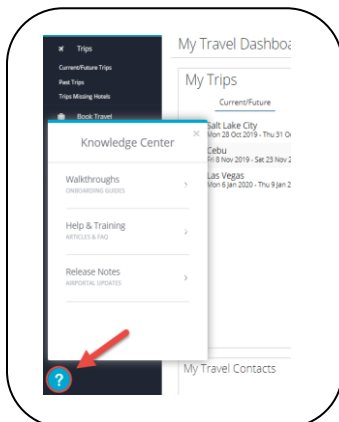 Trips
Current/Future Trips
Past Trips
Trips Missing Hotels
Book Travel
My Travel Dashboa
My Trips
Current/Future
Salt Lake City
Mon 28 Oct 2019 - Thu 31 O
Cebu
Fri 8 Nov 2019 - Sat 23 Nov 2
Las Vegas
Mon 6 Jan 2020 - Thu 9 Jan 2
Knowledge Center
×
Walkthroughs
ONBOARDING GUIDES
Help & Training
ARTICLES & FAQ
Release Notes
AIRPORTAL UPDATES
?
My Travel Contacts